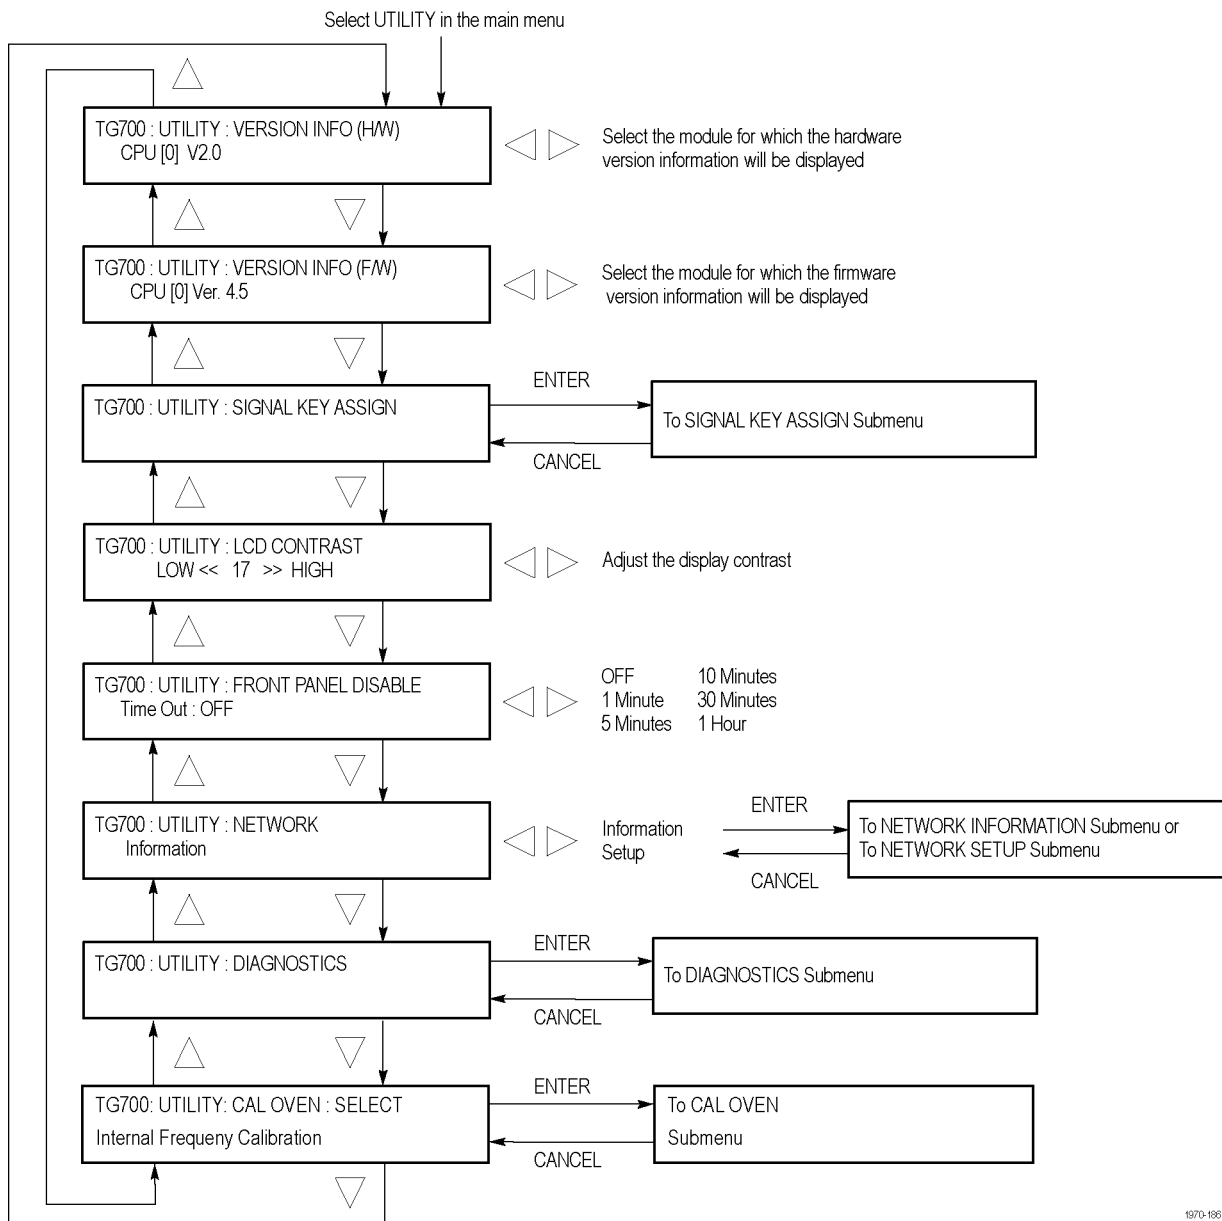 Select UTILITY in the main menu
TG700 : UTILITY : VERSION INFO (H/W)
CPU [0] V2.0
Select the module for which the hardware
version information will be displayed
TG700 : UTILITY : VERSION INFO (F/W)
CPU [0] Ver. 4.5
Select the module for which the firmware
version information will be displayed
TG700 : UTILITY : SIGNAL KEY ASSIGN
ENTER
CANCEL
To SIGNAL KEY ASSIGN Submenu
TG700 : UTILITY : LCD CONTRAST
LOW << 17 >> HIGH
Adjust the display contrast
TG700 : UTILITY : FRONT PANEL DISABLE
Time Out : OFF
OFF 10 Minutes
1 Minute 30 Minutes
5 Minutes 1 Hour
TG700 : UTILITY : NETWORK
Information
Information
Setup
ENTER
CANCEL
To NETWORK INFORMATION Submenu or
To NETWORK SETUP Submenu
TG700 : UTILITY : DIAGNOSTICS
ENTER
CANCEL
To DIAGNOSTICS Submenu
TG700: UTILITY: CAL OVEN : SELECT
Internal Frequeny Calibration
ENTER
CANCEL
To CAL OVEN
Submenu
1970-186